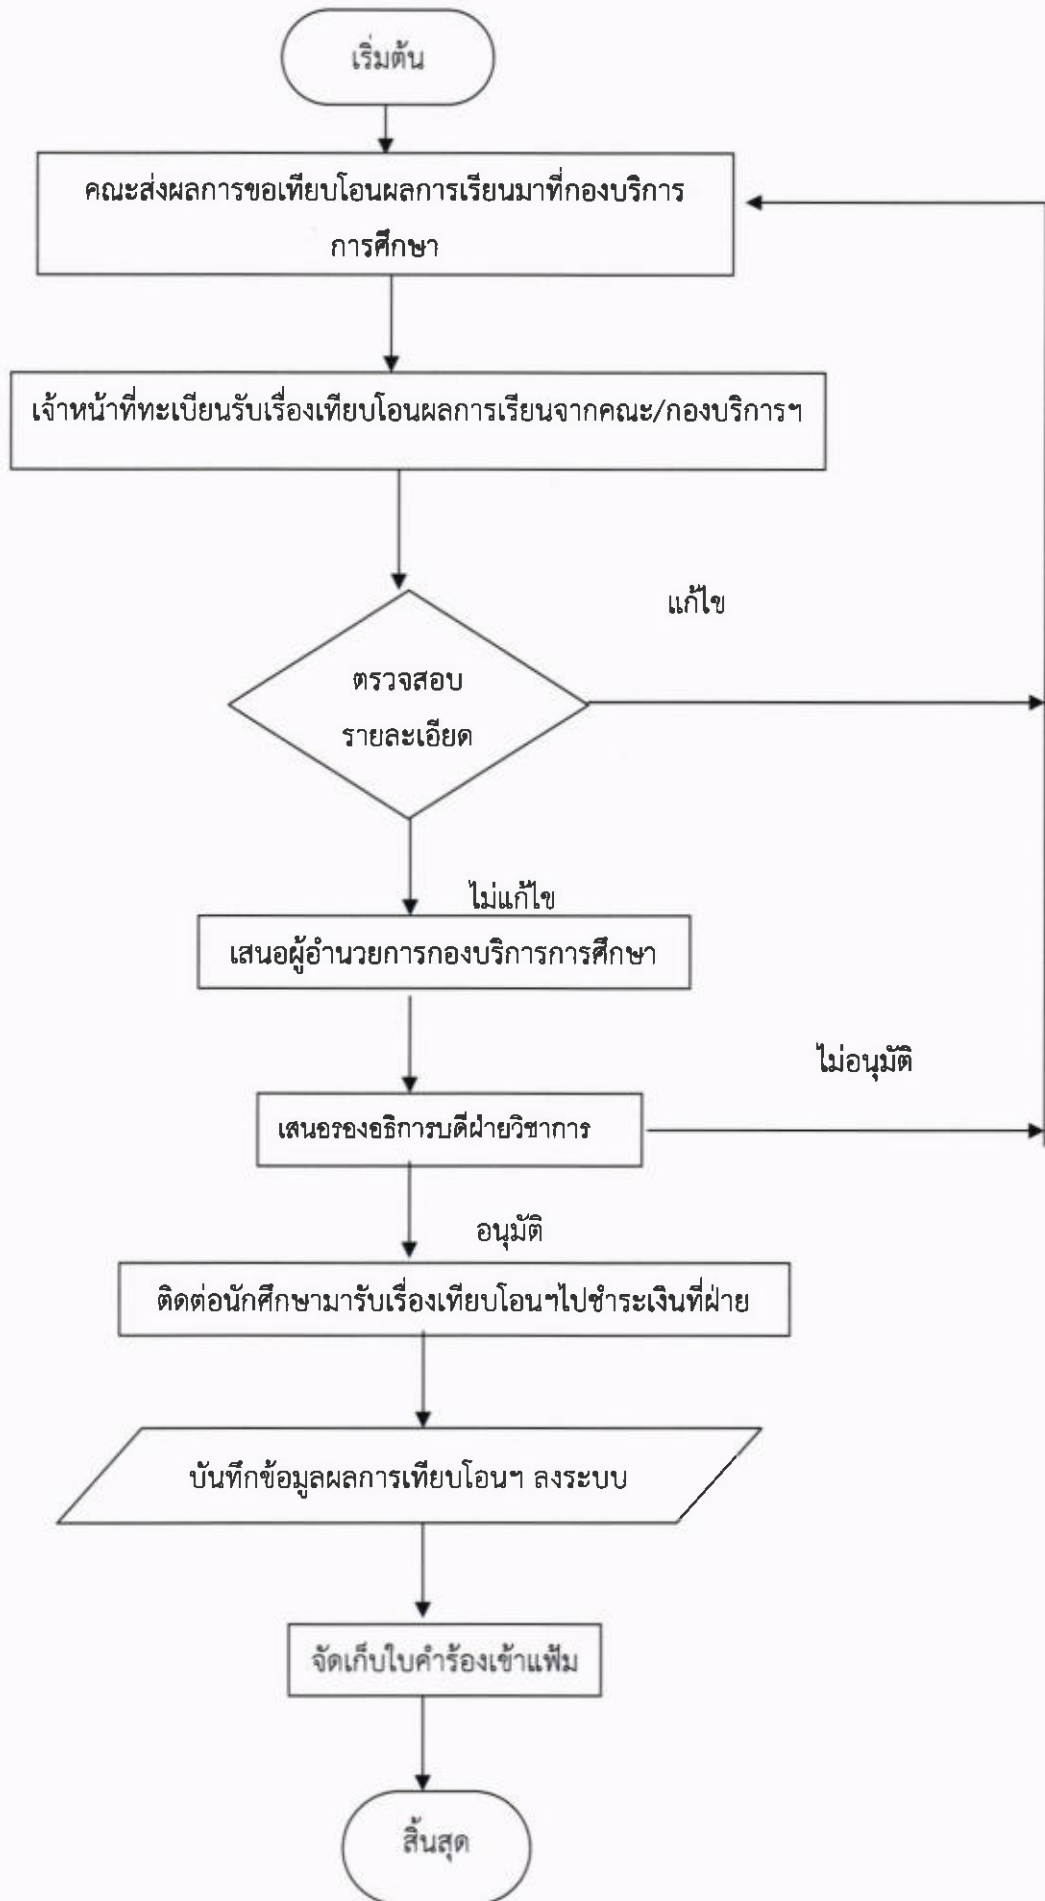 เริ่มต้น
คณะส่งผลการขอเทียบโอนผลการเรียนมาที่กองบริการ
การศึกษา
เจ้าหน้าที่ทะเบียนรับเรื่องเทียบโอนผลการเรียนจากคณะ/กองบริการฯ
แก้ไข
ตรวจสอบ
รายละเอียด
ไม่แก้ไข
เสนอผู้อำนวยการกองบริการการศึกษา
ไม่อนุมัติ
เสนอรองอธิการบดีฝ่ายวิชาการ
อนุมัติ
ติดต่อนักศึกษามารับเรื่องเทียบโอนฯไปชำระเงินที่ฝ่าย
บันทึกข้อมูลผลการเทียบโอนฯ ลงระบบ
จัดเก็บใบคำร้องเข้าแฟ้ม
สิ้นสุด